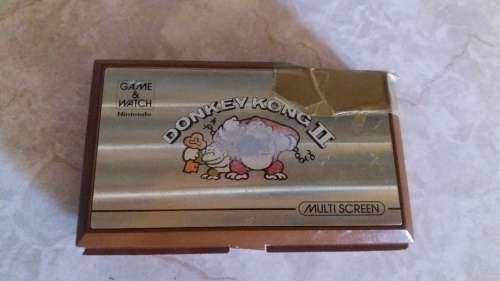 GAME
&
WATCH
Nintendo
DONKEY KONG II
MULTI SCREEN